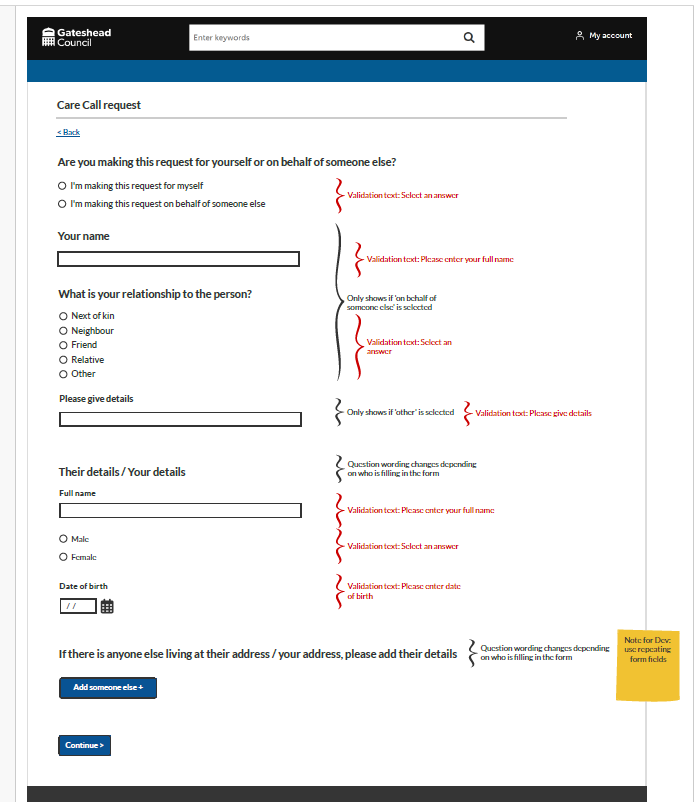 Gateshead
Council
Enter keywords
My account
Care Call request
< Back
Are you making this request for yourself or on behalf of someone else?
I'm making this request for myself
I'm making this request on behalf of someone else
Validation text: Select an answer
Your name
Validation text: Please enter your full name
What is your relationship to the person?
Only shows if 'on behalf of
someone else' is selected
Next of kin
Neighbour
Friend
Relative
Other
Validation text: Select an
answer
Please give details
Only shows if 'other' is selected
Validation text: Please give details
Their details / Your details
Question wording changes depending
on who is filling in the form
Full name
Validation text: Please enter your full name
Male
Female
Validation text: Select an answer
Date of birth
/ /
Validation text: Please enter date
of birth
If there is anyone else living at their address / your address, please add their details
Question wording changes depending
on who is filling in the form
Note for Dev:
use repeating
form fields
Add someone else +
Continue >